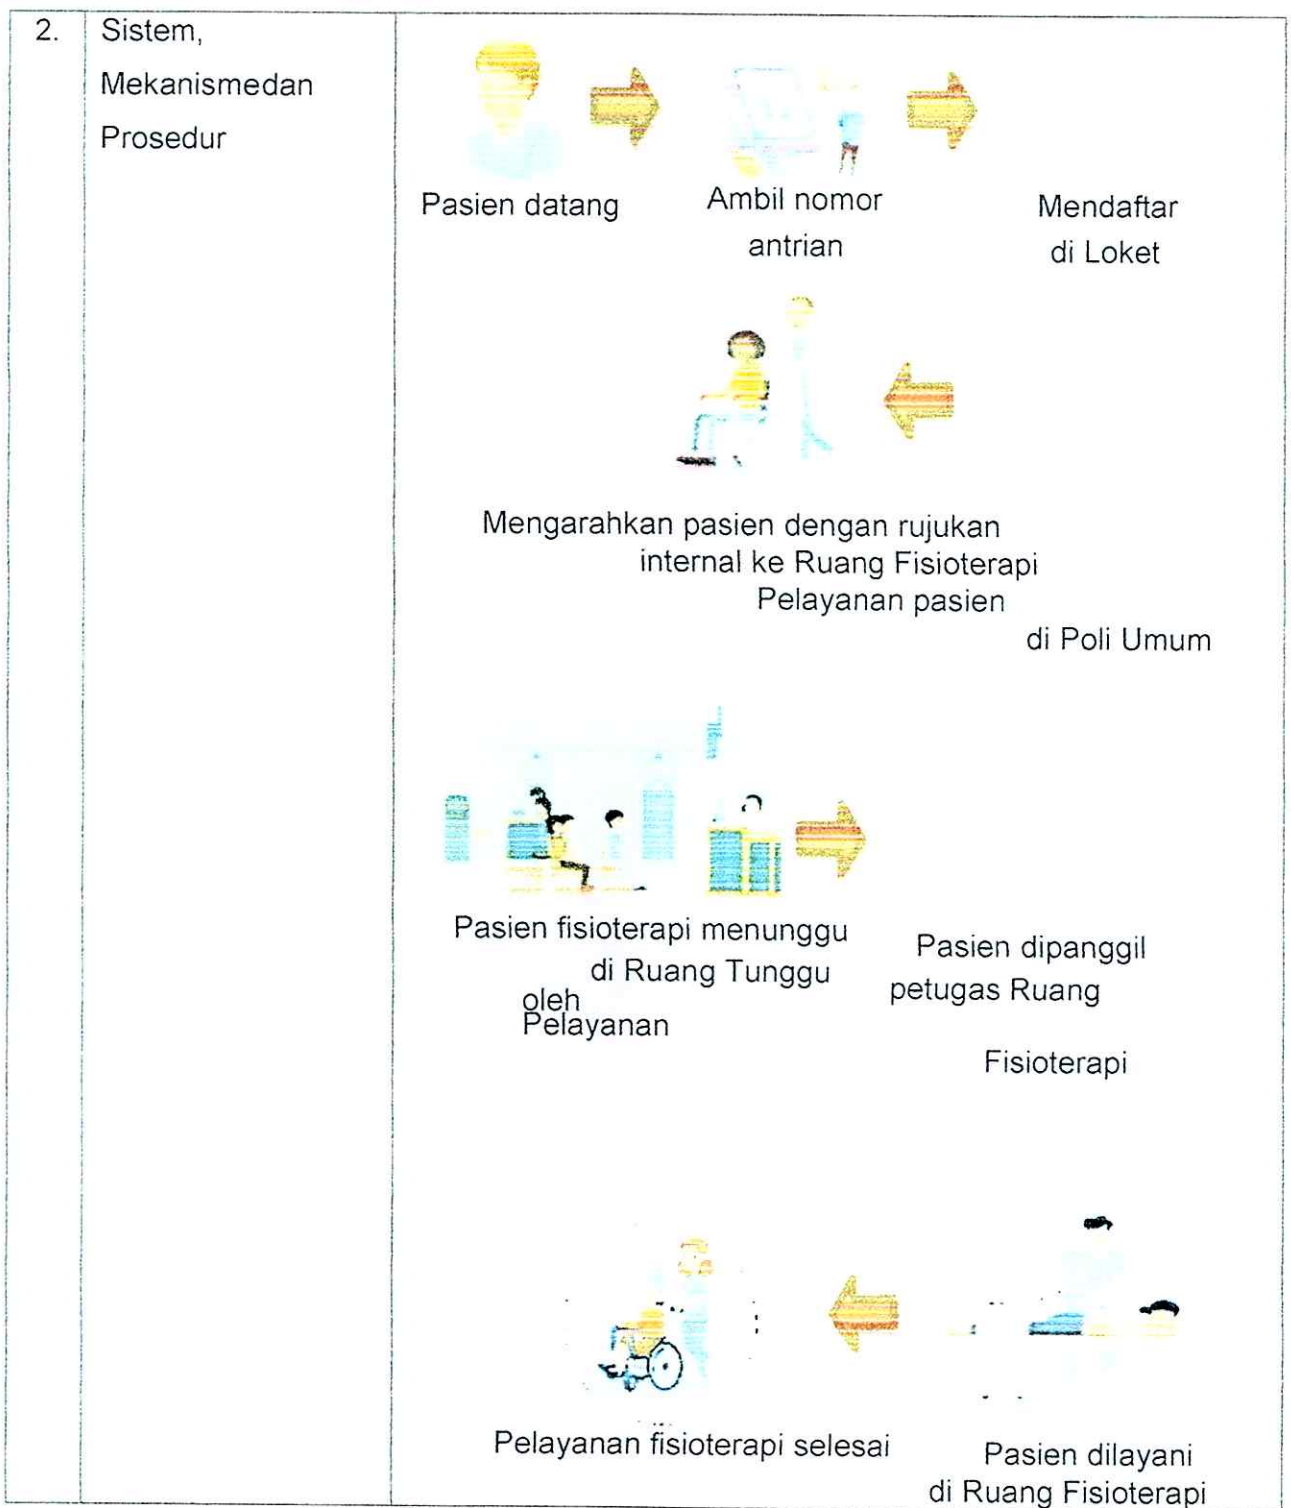 2.
Sistem,
Mekanismedan
Prosedur
Pasien datang
Ambil nomor
antrian
Mendaftar
di Loket
Mengarahkan pasien dengan rujukan
internal ke Ruang Fisioterapi
Pelayanan pasien
di Poli Umum
Pasien fisioterapi menunggu
di Ruang Tunggu
oleh
Pelayanan
Pasien dipanggil
petugas Ruang
Fisioterapi
Pelayanan fisioterapi selesai
Pasien dilayani
di Ruang Fisioterapi